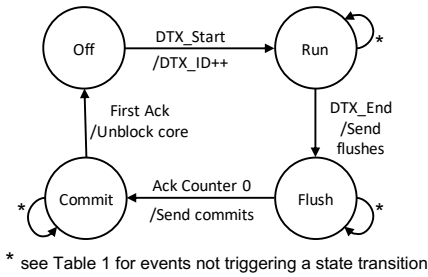 Off
DTX_Start
/DTX_ID++
Run
*
First Ack
/Unblock core
DTX_End
/Send
flushes
*
Commit
Ack Counter 0
/Send commits
Flush
*
* see Table 1 for events not triggering a state transition